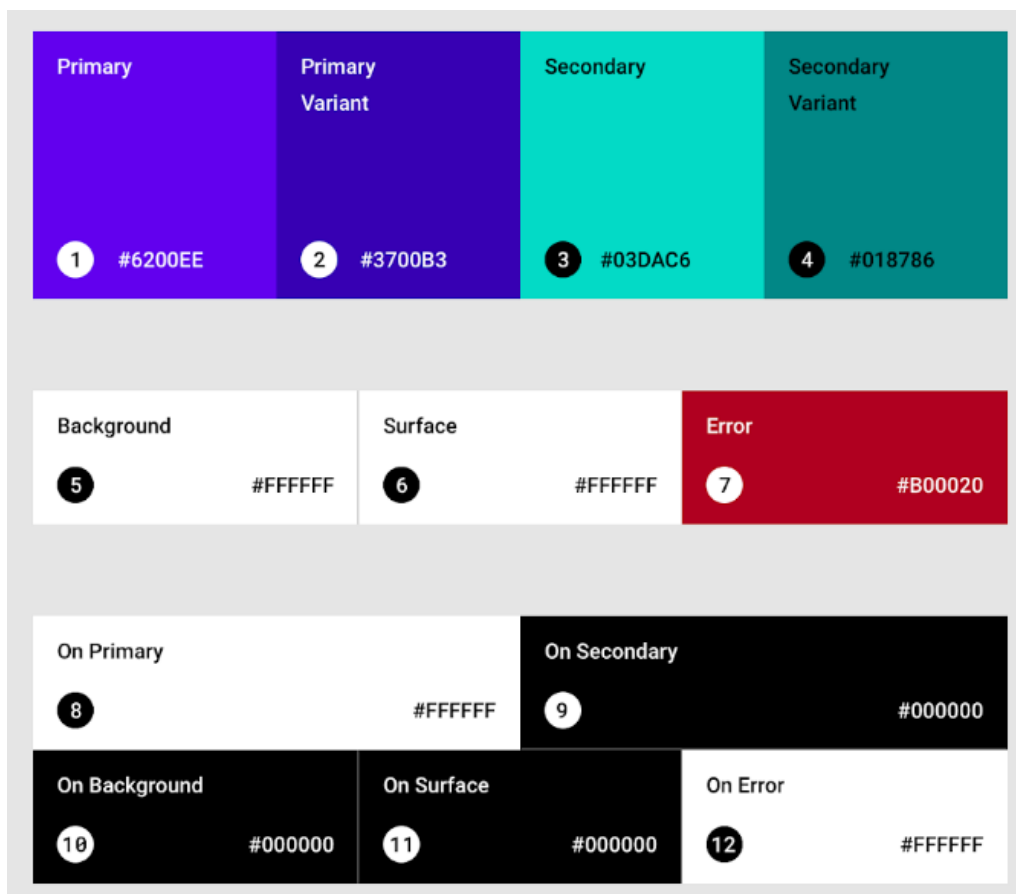 Primary
Primary
Variant
Secondary
Secondary
Variant
1 #6200EE
2 #3700B3
3 #03DAC6
4 #018786
Background
Surface
Error
5 #FFFFFF
6 #FFFFFF
7 #B00020
On Primary
On Secondary
8 #FFFFFF
9 #000000
On Background
On Surface
On Error
10 #000000
11 #000000
12 #FFFFFF